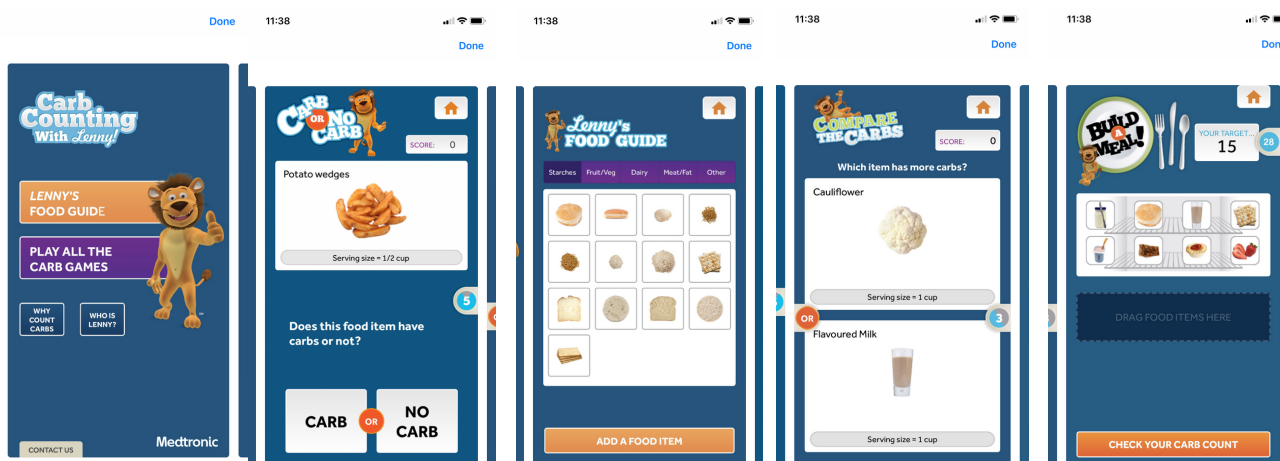 Done
Carb
Counting
With Lenny!
LENNY'S
FOOD GUIDE
PLAY ALL THE
CARB GAMES
WHY
COUNT
CARBS
WHO IS
LENNY?
Medtronic
CONTACT US
11:38
Done
CARB
OR
NO
CARB
SCORE: 0
Potato wedges
Serving size = 1/2 cup
5
Does this food item have
carbs or not?
CARB
OR
NO
CARB
11:38
Done
Lenny's
FOOD GUIDE
Starches Fruit/Veg Dairy Meat/Fat Other
ADD A FOOD ITEM
11:38
Done
COMPARE
THE CARBS
SCORE: 0
Which item has more carbs?
Cauliflower
Serving size = 1 cup
OR
3
Flavoured Milk
Serving size = 1 cup
11:38
Don
BUILD
A
MEAL!
YOUR TARGET...
15
28
DRAG FOOD ITEMS HERE
CHECK YOUR CARB COUNT